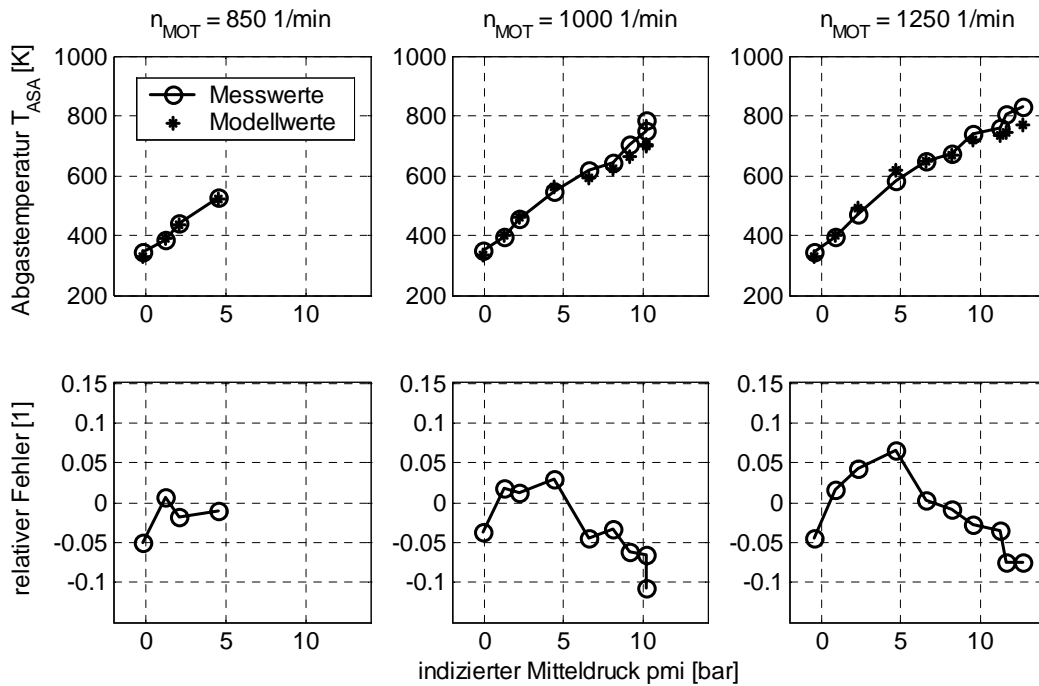 n_MOT = 850 1/min
n_MOT = 1000 1/min
n_MOT = 1250 1/min
Abgastemperatur T_ASA [K]
1000
800
600
400
200
Messwerte
Modellwerte
0 5 10
1000
800
600
400
200
0 5 10
1000
800
600
400
200
0 5 10
relativer Fehler [1]
0.15
0.1
0.05
0
-0.05
-0.1
0 5 10
0.15
0.1
0.05
0
-0.05
-0.1
0 5 10
0.15
0.1
0.05
0
-0.05
-0.1
0 5 10
indizierter Mitteldruck pmi [bar]